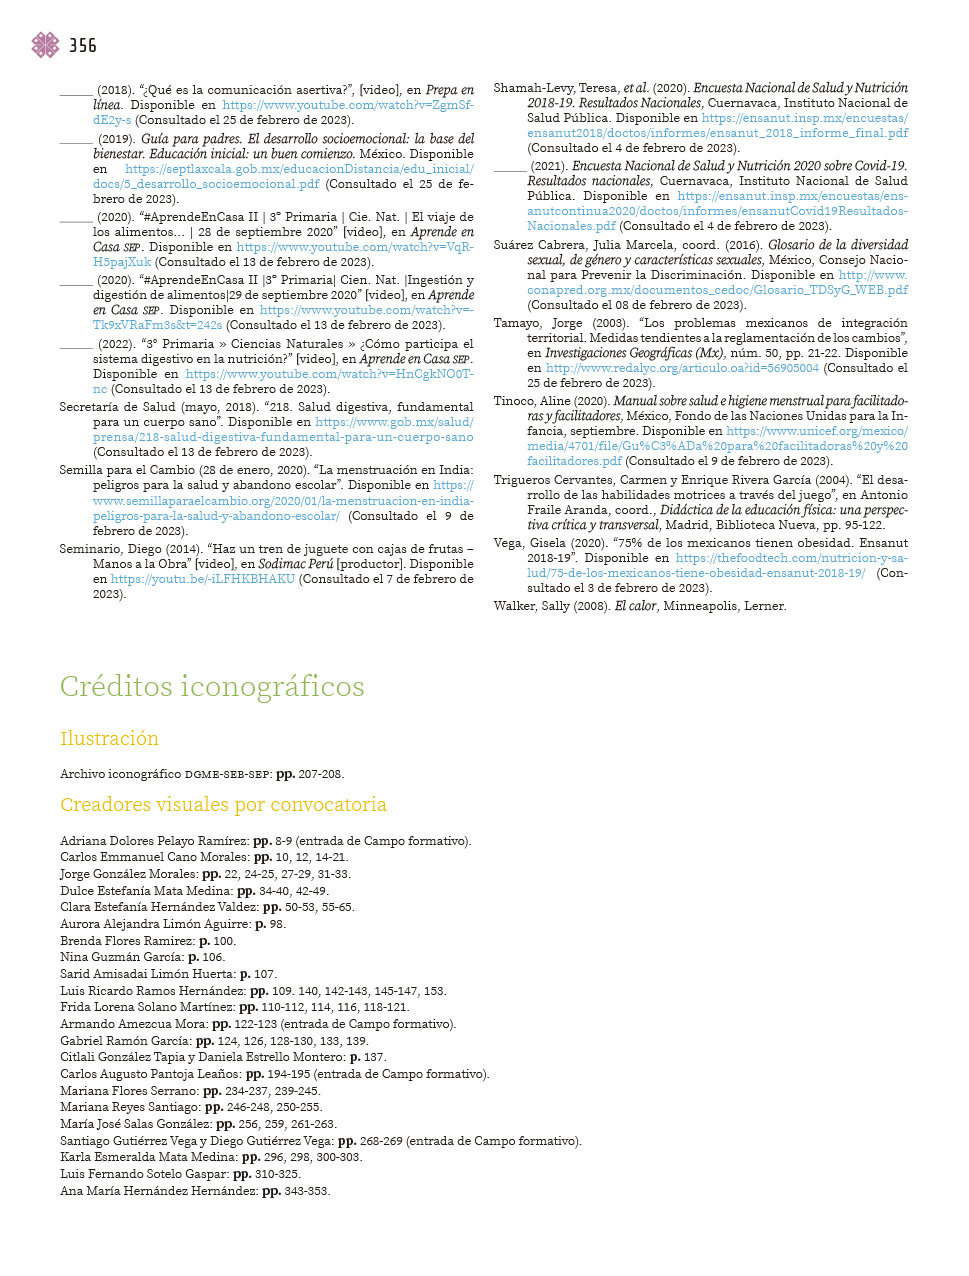 356
_____ (2018). “¿Qué es la comunicación asertiva?”, [video], en Prepa en
línea. Disponible en https://www.youtube.com/watch?v=ZgmSf-
dE2y-s (Consultado el 25 de febrero de 2023).
_____ (2019). Guía para padres. El desarrollo socioemocional: la base del
bienestar. Educación inicial: un buen comienzo. México. Disponible
en https://septlaxcala.gob.mx/educacionDistancia/edu_inicial/
docs/5_desarrollo_socioemocional.pdf (Consultado el 25 de fe-
brero de 2023).
_____ (2020). “#AprendeEnCasa II | 3° Primaria | Cie. Nat. | El viaje de
los alimentos… | 28 de septiembre 2020” [video], en Aprende en
Casa SEP. Disponible en https://www.youtube.com/watch?v=VqR-
H5pajXuk (Consultado el 13 de febrero de 2023).
_____ (2020). “#AprendeEnCasa II |3° Primaria| Cien. Nat. |Ingestión y
digestión de alimentos|29 de septiembre 2020” [video], en Aprende
en Casa SEP. Disponible en https://www.youtube.com/watch?v=-
Tk9xVRaFm3s&t=242s (Consultado el 13 de febrero de 2023).
_____ (2022). “3° Primaria » Ciencias Naturales » ¿Cómo participa el
sistema digestivo en la nutrición?” [video], en Aprende en Casa SEP.
Disponible en https://www.youtube.com/watch?v=HnCgkNO0T-
nc (Consultado el 13 de febrero de 2023).
Secretaría de Salud (mayo, 2018). “218. Salud digestiva, fundamental
para un cuerpo sano”. Disponible en https://www.gob.mx/salud/
prensa/218-salud-digestiva-fundamental-para-un-cuerpo-sano
(Consultado el 13 de febrero de 2023).
Semilla para el Cambio (28 de enero, 2020). “La menstruación en India:
peligros para la salud y abandono escolar”. Disponible en https://
www.semillaparaelcambio.org/2020/01/la-menstruacion-en-india-
peligros-para-la-salud-y-abandono-escolar/ (Consultado el 9 de
febrero de 2023).
Seminario, Diego (2014). “Haz un tren de juguete con cajas de frutas –
Manos a la Obra” [video], en Sodimac Perú [productor]. Disponible
en https://youtu.be/-iLFHKBHAKU (Consultado el 7 de febrero de
2023).
Shamah-Levy, Teresa, et al. (2020). Encuesta Nacional de Salud y Nutrición
2018-19. Resultados Nacionales, Cuernavaca, Instituto Nacional de
Salud Pública. Disponible en https://ensanut.insp.mx/encuestas/
ensanut2018/doctos/informes/ensanut_2018_informe_final.pdf
(Consultado el 4 de febrero de 2023).
_____ (2021). Encuesta Nacional de Salud y Nutrición 2020 sobre Covid-19.
Resultados nacionales, Cuernavaca, Instituto Nacional de Salud
Pública. Disponible en https://ensanut.insp.mx/encuestas/ens-
anutcontinua2020/doctos/informes/ensanutCovid19Resultados-
Nacionales.pdf (Consultado el 4 de febrero de 2023).
Suárez Cabrera, Julia Marcela, coord. (2016). Glosario de la diversidad
sexual, de género y características sexuales, México, Consejo Nacio-
nal para Prevenir la Discriminación. Disponible en http://www.
conapred.org.mx/documentos_cedoc/Glosario_TDSyG_WEB.pdf
(Consultado el 08 de febrero de 2023).
Tamayo, Jorge (2003). “Los problemas mexicanos de integración
territorial. Medidas tendientes a la reglamentación de los cambios”,
en Investigaciones Geográficas (Mx), núm. 50, pp. 21-22. Disponible
en http://www.redalyc.org/articulo.oa?id=56905004 (Consultado el
25 de febrero de 2023).
Tinoco, Aline (2020). Manual sobre salud e higiene menstrual para facilitado-
ras y facilitadores, México, Fondo de las Naciones Unidas para la In-
fancia, septiembre. Disponible en https://www.unicef.org/mexico/
media/4701/file/Gu%C3%ADa%20para%20facilitadoras%20y%20
facilitadores.pdf (Consultado el 9 de febrero de 2023).
Trigueros Cervantes, Carmen y Enrique Rivera García (2004). “El desa-
rrollo de las habilidades motrices a través del juego”, en Antonio
Fraile Aranda, coord., Didáctica de la educación física: una perspec-
tiva crítica y transversal, Madrid, Biblioteca Nueva, pp. 95-122.
Vega, Gisela (2020). “75% de los mexicanos tienen obesidad. Ensanut
2018-19”. Disponible en https://thefoodtech.com/nutricion-y-sa-
lud/75-de-los-mexicanos-tiene-obesidad-ensanut-2018-19/ (Con-
sultado el 3 de febrero de 2023).
Walker, Sally (2008). El calor, Minneapolis, Lerner.
Créditos iconográficos
Ilustración
Archivo iconográfico DGME-SEB-SEP: pp. 207-208.
Creadores visuales por convocatoria
Adriana Dolores Pelayo Ramírez: pp. 8-9 (entrada de Campo formativo).
Carlos Emmanuel Cano Morales: pp. 10, 12, 14-21.
Jorge González Morales: pp. 22, 24-25, 27-29, 31-33.
Dulce Estefanía Mata Medina: pp. 34-40, 42-49.
Clara Estefanía Hernández Valdez: pp. 50-53, 55-65.
Aurora Alejandra Limón Aguirre: p. 98.
Brenda Flores Ramirez: p. 100.
Nina Guzmán García: p. 106.
Sarid Amisadai Limón Huerta: p. 107.
Luis Ricardo Ramos Hernández: pp. 109. 140, 142-143, 145-147, 153.
Frida Lorena Solano Martínez: pp. 110-112, 114, 116, 118-121.
Armando Amezcua Mora: pp. 122-123 (entrada de Campo formativo).
Gabriel Ramón García: pp. 124, 126, 128-130, 133, 139.
Citlali González Tapia y Daniela Estrello Montero: p. 137.
Carlos Augusto Pantoja Leaños: pp. 194-195 (entrada de Campo formativo).
Mariana Flores Serrano: pp. 234-237, 239-245.
Mariana Reyes Santiago: pp. 246-248, 250-255.
María José Salas González: pp. 256, 259, 261-263.
Santiago Gutiérrez Vega y Diego Gutiérrez Vega: pp. 268-269 (entrada de Campo formativo).
Karla Esmeralda Mata Medina: pp. 296, 298, 300-303.
Luis Fernando Sotelo Gaspar: pp. 310-325.
Ana María Hernández Hernández: pp. 343-353.